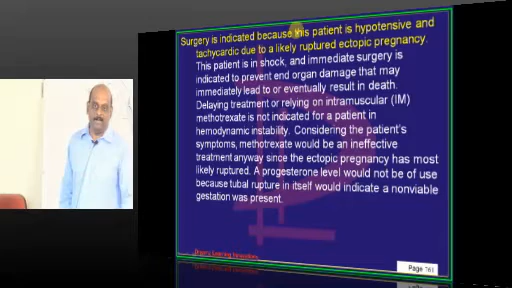 Surgery is indicated because this patient is hypotensive and
tachycardic due to a likely ruptured ectopic pregnancy.
This patient is in shock, and immediate surgery is
indicated to prevent end organ damage that may
immediately lead to or eventually result in death.
Delaying treatment or relying on intramuscular (IM)
methotrexate is not indicated for a patient in
hemodynamic instability. Considering the patient's
symptoms, methotrexate would be an ineffective
treatment anyway since the ectopic pregnancy has most
likely ruptured. A progesterone level would not be of use
because tubal rupture in itself would indicate a nonviable
gestation was present.
Page 161